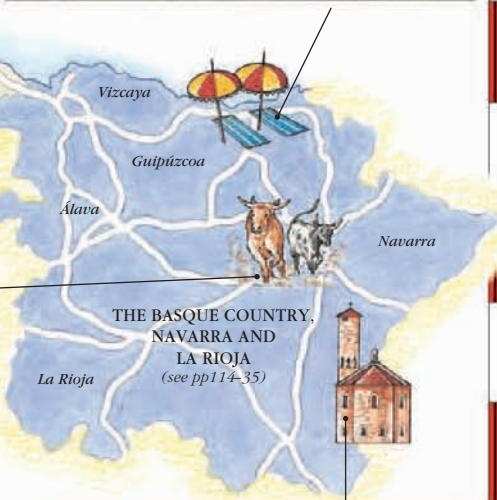 Vizcaya
Guipúzcoa
Álava
Navarra
THE BASQUE COUNTRY,
NAVARRA AND
LA RIOJA
(see pp114–35)
La Rioja